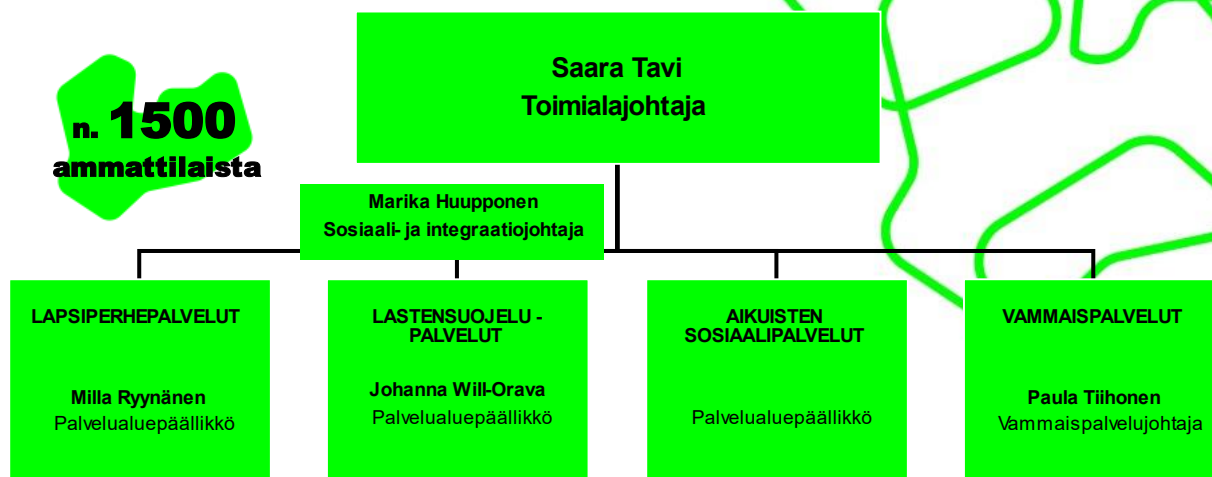 Saara Tavi
Toimialajohtaja
n. 1500
ammattilaista
Marika Huupponen
Sosiaali- ja integraatiojohtaja
LAPSIPERHEPALVELUT
Milla Ryynänen
Palvelualuepäällikkö
LASTENSUOJELU -
PALVELUT
Johanna Will-Orava
Palvelualuepäällikkö
AIKUISTEN
SOSIAALIPALVELUT
Palvelualuepäällikkö
VAMMAISPALVELUT
Paula Tiihonen
Vammaispalvelujohtaja